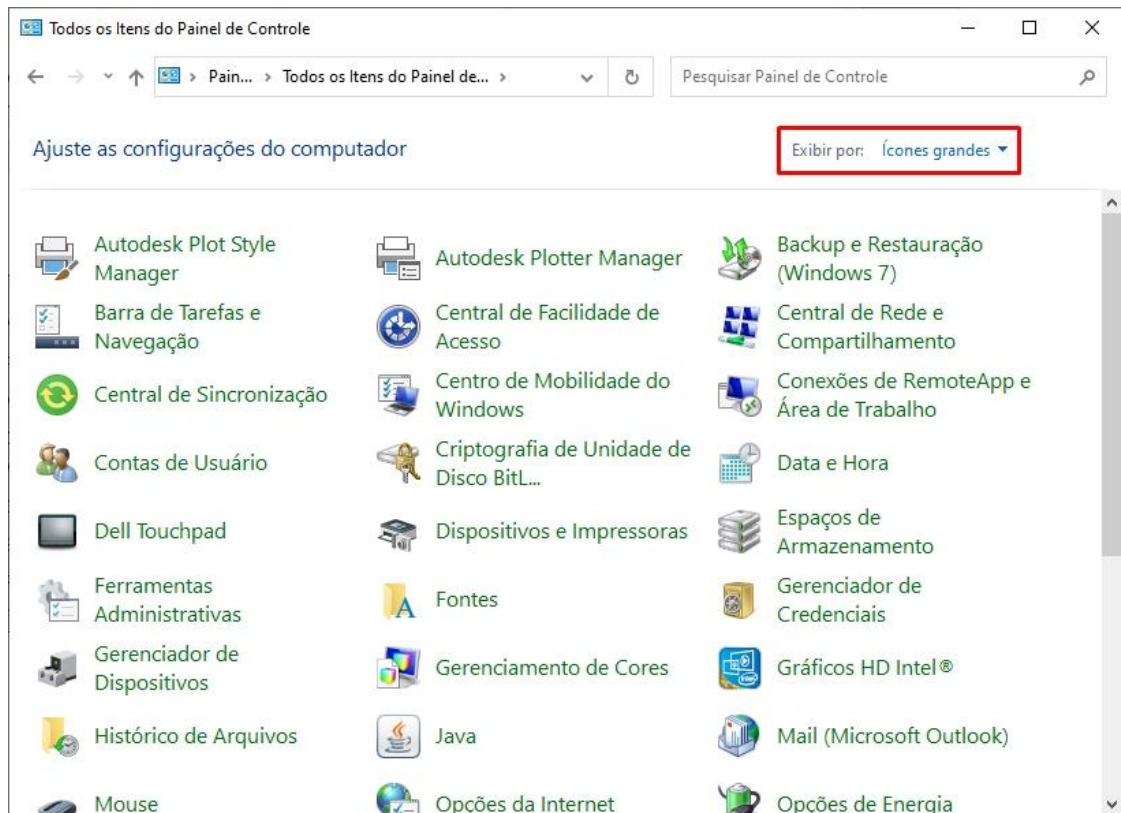 Todos os Itens do Painel de Controle
Pain... > Todos os Itens do Painel de... >
Pesquisar Painel de Controle
Ajuste as configurações do computador
Exibir por: Ícones grandes
Autodesk Plot Style
Manager
Autodesk Plotter Manager
Backup e Restauração
(Windows 7)
Barra de Tarefas e
Navegação
Central de Facilidade de
Acesso
Central de Rede e
Compartilhamento
Central de Sincronização
Centro de Mobilidade do
Windows
Conexões de RemoteApp e
Área de Trabalho
Contas de Usuário
Criptografia de Unidade de
Disco BitL...
Data e Hora
Dell Touchpad
Dispositivos e Impressoras
Espaços de
Armazenamento
Ferramentas
Administrativas
Fontes
Gerenciador de
Credenciais
Gerenciador de
Dispositivos
Gerenciamento de Cores
Gráficos HD Intel®
Histórico de Arquivos
Java
Mail (Microsoft Outlook)
Mouse
Opções da Internet
Opções de Energia